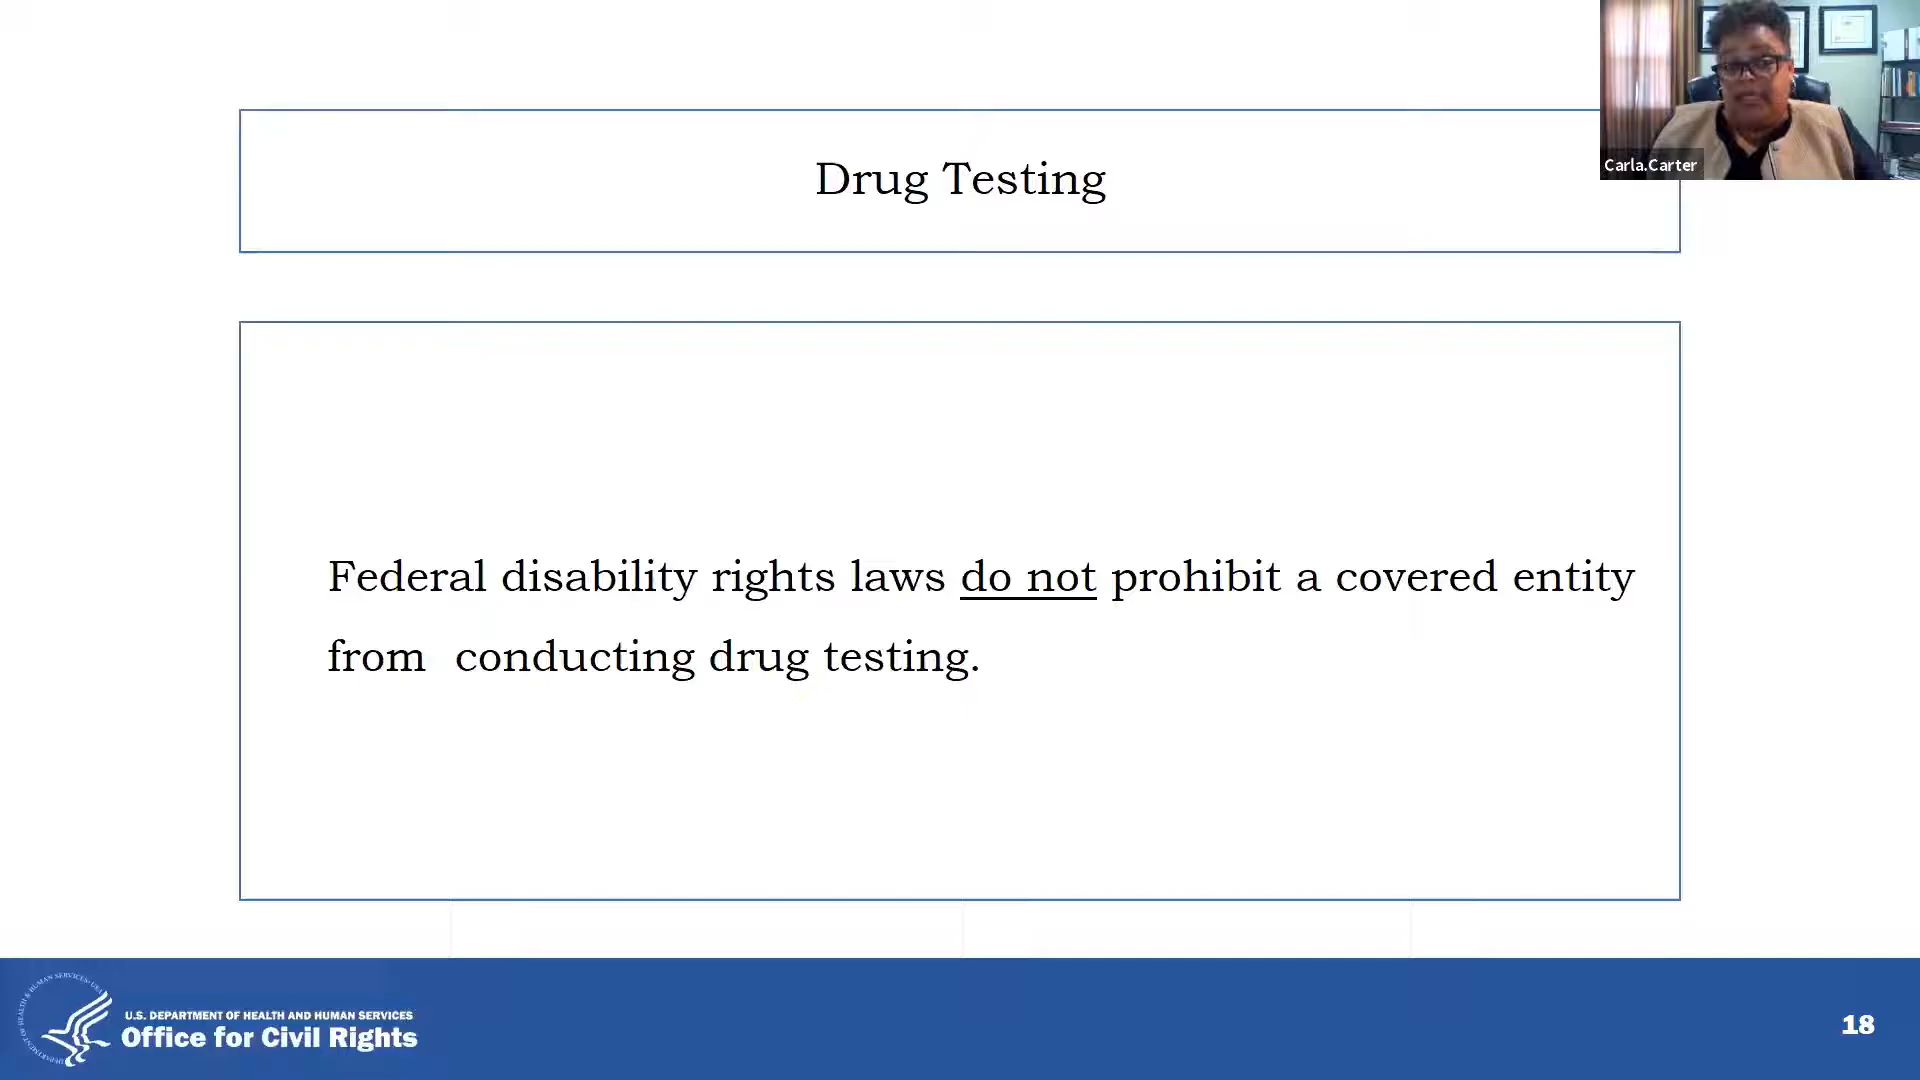 Drug Testing
Carla.Carter
Federal disability rights laws do not prohibit a covered entity
from  conducting drug testing.
U.S. DEPARTMENT OF HEALTH AND HUMAN SERVICES
Office for Civil Rights
18